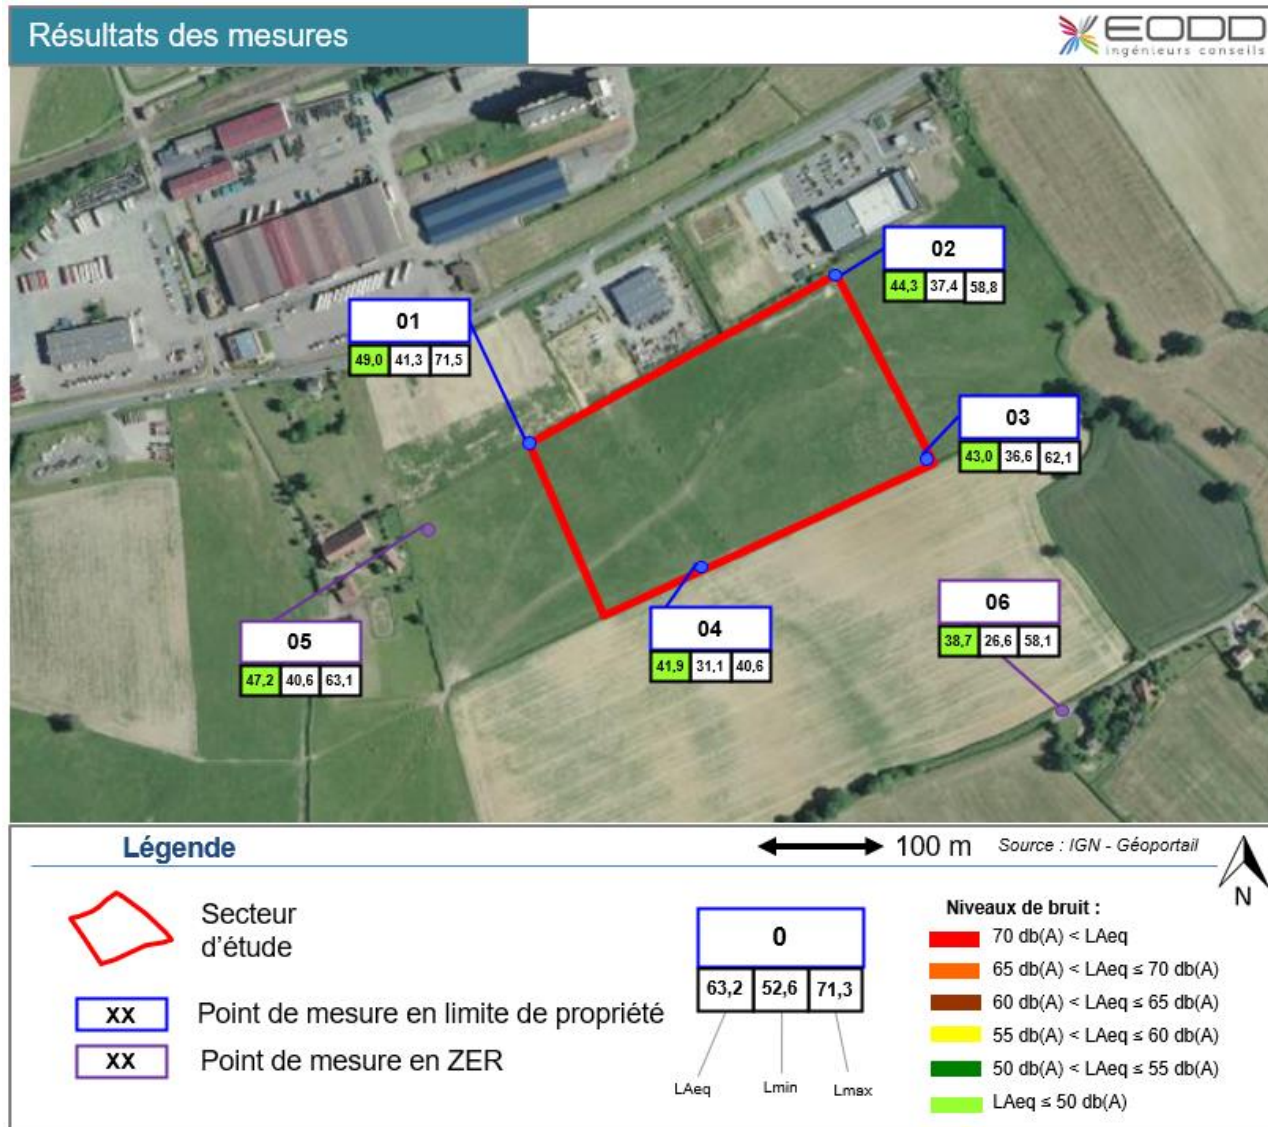 Résultats des mesures
EODD
ingénieurs conseils
02
44,3 37,4 58,8
01
49,0 41,3 71,5
03
43,0 36,6 62,1
06
38,7 26,6 58,1
04
41,9 31,1 40,6
05
47,2 40,6 63,1
Légende
100 m
Source : IGN - Géoportail
N
Secteur
d'étude
XX Point de mesure en limite de propriété
XX Point de mesure en ZER
0
63,2 52,6 71,3
LAeq Lmin Lmax
Niveaux de bruit :
70 db(A) < LAeq
65 db(A) < LAeq ≤ 70 db(A)
60 db(A) < LAeq ≤ 65 db(A)
55 db(A) < LAeq ≤ 60 db(A)
50 db(A) < LAeq ≤ 55 db(A)
LAeq ≤ 50 db(A)